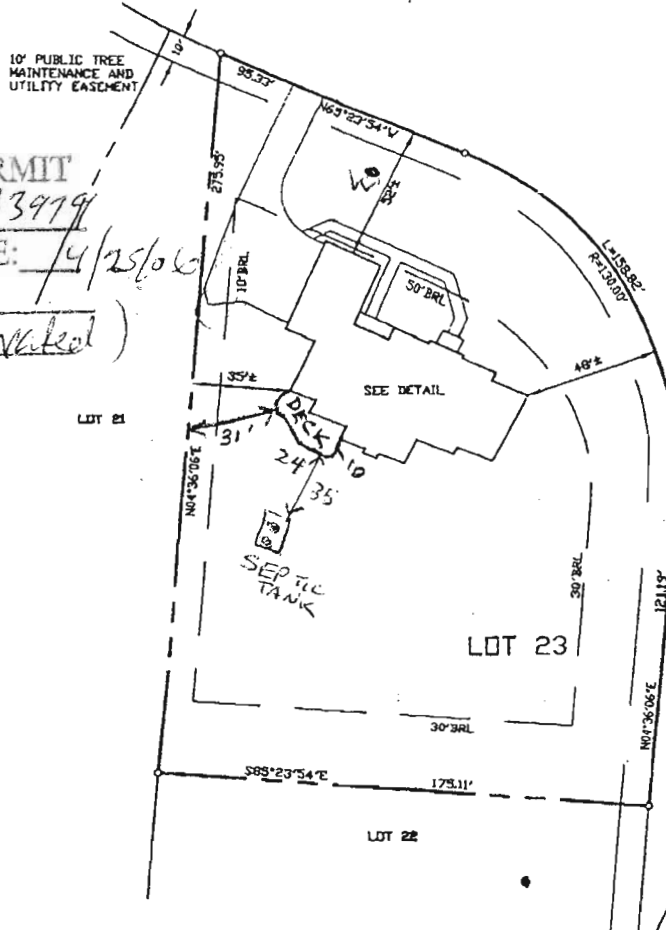 10' PUBLIC TREE
MAINTENANCE AND
UTILITY EASEMENT
10'
95.33'
N65°23'54"W
RMIT
3979
E: 4/25/06
275.95'
W
52'±
L=158.82'
R=130.00'
10'BRL
50'BRL
35'±
SEE DETAIL
48'±
DECK
LOT 21
31'
24
10
35
N04°36'06"E
SEPTIC
TANK
30'BRL
121.19'
LOT 23
N04°36'06"E
30'BRL
S85°23'54"E
175.11'
LOT 22